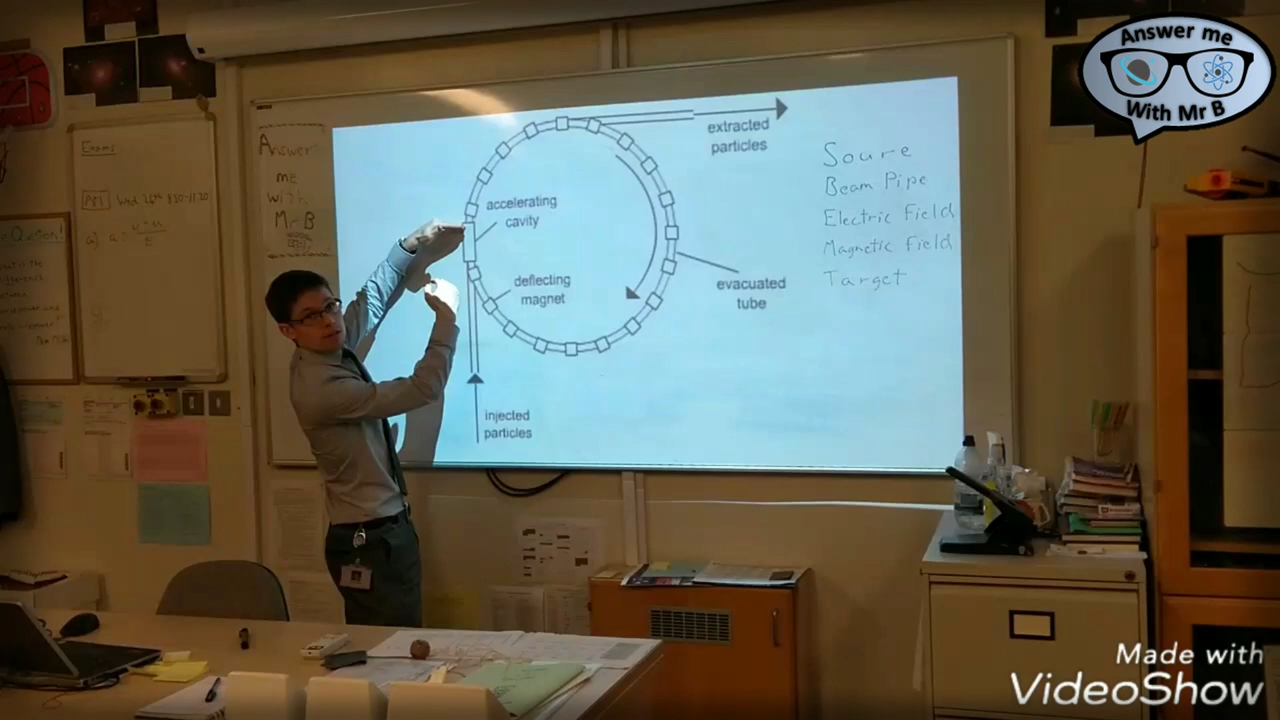 Answer me
With Mr B
Exams
Answer
me
with
Mr B
accelerating
cavity
deflecting
magnet
injected
particles
extracted
particles
evacuated
tube
Soure
Beam Pipe
Electric Field
Magnetic Field
Target
Made with
VideoShow